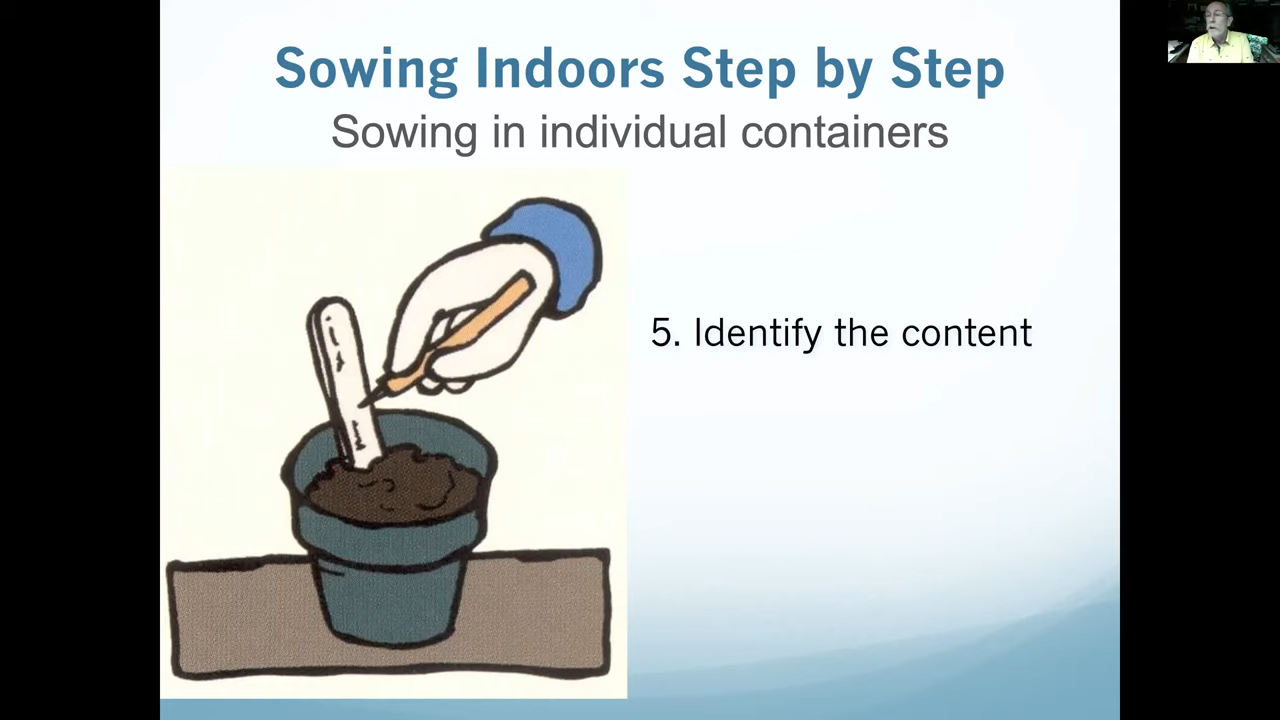 Sowing Indoors Step by Step
Sowing in individual containers
5. Identify the content